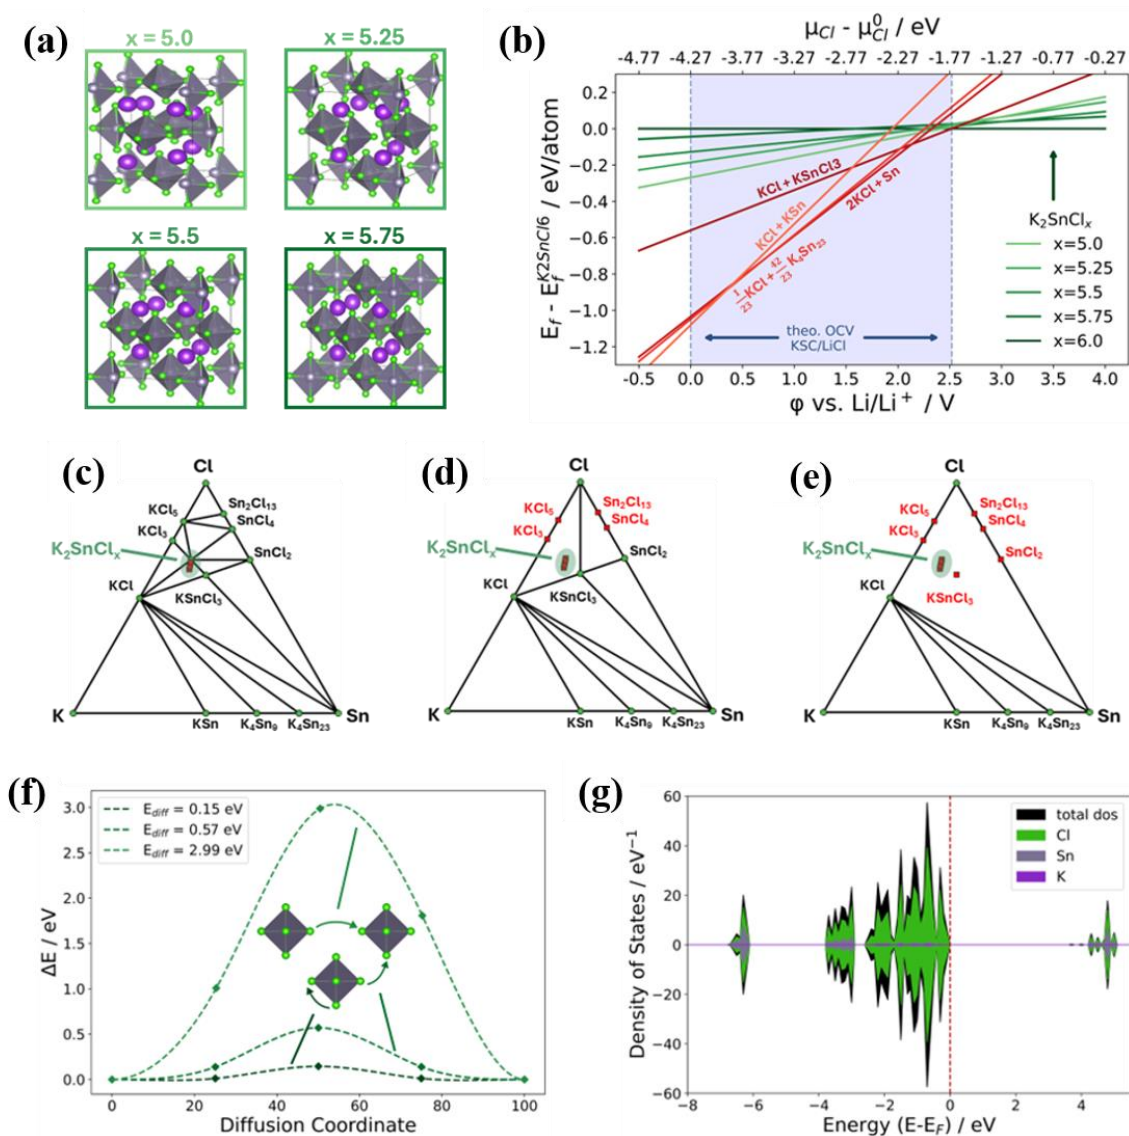 (a)
x = 5.0
x = 5.25
x = 5.5
x = 5.75
(b)
μCl - μ⁰Cl / eV
-4.77 -4.27 -3.77 -3.27 -2.77 -2.27 -1.77 -1.27 -0.77 -0.27
Ef - Ef^K2SnCl6 / eV/atom
0.2
0.0
−0.2
−0.4
−0.6
−0.8
−1.0
−1.2
KCl + KSnCl3
KCl + KSn
2KCl + Sn
1/23 KCl + 42/23 K₄Sn₂₃
K₂SnClₓ
x=5.0
x=5.25
x=5.5
x=5.75
x=6.0
theo. OCV
KSC/LiCl
-0.5 0.0 0.5 1.0 1.5 2.0 2.5 3.0 3.5 4.0
φ vs. Li/Li⁺ / V
(c)
Cl
Sn₂Cl₁₃
KCl₅
SnCl₄
KCl₃
K₂SnClₓ
SnCl₂
KCl
KSnCl₃
K
Sn
KSn
K₄Sn₉
K₄Sn₂₃
(d)
Cl
Sn₂Cl₁₃
KCl₅
SnCl₄
KCl₃
K₂SnClₓ
SnCl₂
KCl
KSnCl₃
K
Sn
KSn
K₄Sn₉
K₄Sn₂₃
(e)
Cl
Sn₂Cl₁₃
KCl₅
SnCl₄
KCl₃
K₂SnClₓ
SnCl₂
KCl
KSnCl₃
K
Sn
KSn
K₄Sn₉
K₄Sn₂₃
(f)
ΔE / eV
3.0
2.5
2.0
1.5
1.0
0.5
0.0
Ediff = 0.15 eV
Ediff = 0.57 eV
Ediff = 2.99 eV
0 20 40 60 80 100
Diffusion Coordinate
(g)
Density of States / eV⁻¹
60
40
20
0
−20
−40
−60
total dos
Cl
Sn
K
−8 −6 −4 −2 0 2 4
Energy (E-EF) / eV